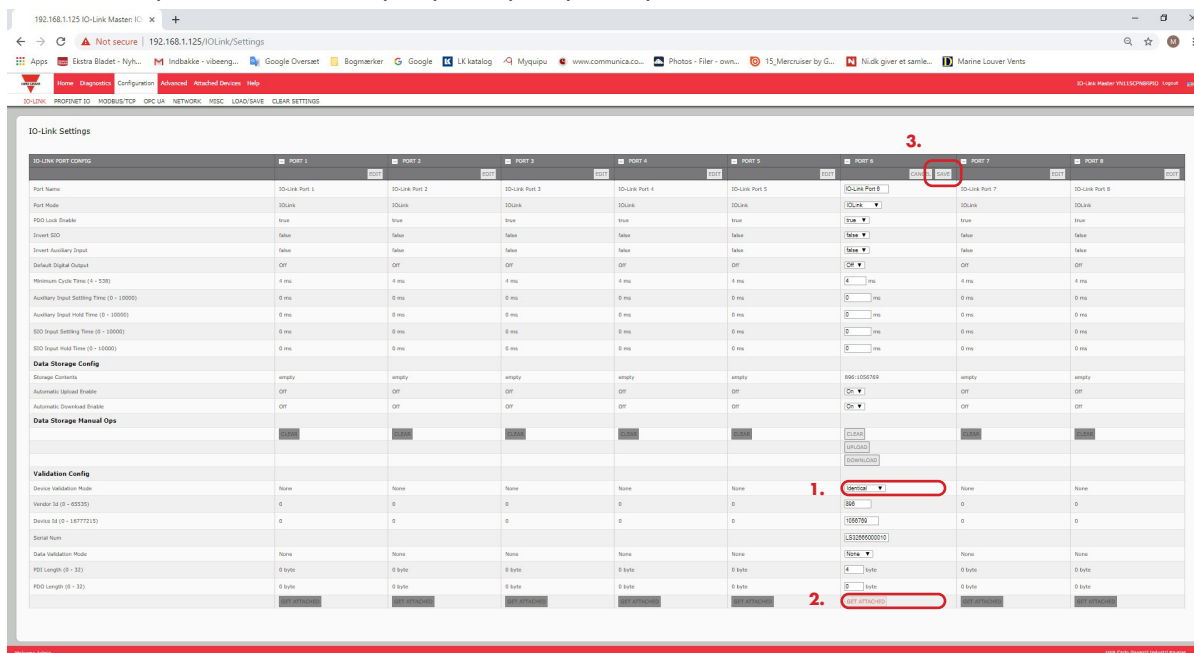 192.168.1.125 IO-Link Master: IO × +
Not secure | 192.168.1.125/IOLink/Settings
Apps Ekstra Bladet - Nyh... Indbakke - vibeeng... Google Oversæt Bogmærker Google LK katalog Myquipu www.communica.co... Photos - Filer - own... 15_Mercruiser by G... Ni.dk giver et samle... Marine Louver Vents
Home Diagnostics Configuration Advanced Attached Devices Help
IO-LINK PROFINET IO MODBUS/TCP OPC UA NETWORK MISC LOAD/SAVE CLEAR SETTINGS
IO-Link Settings
3.
IO-LINK PORT CONFIG PORT 1 PORT 2 PORT 3 PORT 4 PORT 5 PORT 6 PORT 7 PORT 8
EDIT EDIT EDIT EDIT EDIT CANCEL SAVE EDIT EDIT
Port Name IO-Link Port 1 IO-Link Port 2 IO-Link Port 3 IO-Link Port 4 IO-Link Port 5 IO-Link Port 6 IO-Link Port 7 IO-Link Port 8
Port Mode IOLink IOLink IOLink IOLink IOLink IOLink IOLink IOLink
PDO Lock Enable true true true true true true true true
Invert SIO false false false false false false false false
Invert Auxiliary Input false false false false false false false false
Default Digital Output Off Off Off Off Off Off Off Off
Minimum Cycle Time (4 - 538) 4 ms 4 ms 4 ms 4 ms 4 ms 4 ms 4 ms 4 ms
Auxiliary Input Settling Time (0 - 10000) 0 ms 0 ms 0 ms 0 ms 0 ms 0 ms 0 ms 0 ms
Auxiliary Input Hold Time (0 - 10000) 0 ms 0 ms 0 ms 0 ms 0 ms 0 ms 0 ms 0 ms
SIO Input Settling Time (0 - 10000) 0 ms 0 ms 0 ms 0 ms 0 ms 0 ms 0 ms 0 ms
SIO Input Hold Time (0 - 10000) 0 ms 0 ms 0 ms 0 ms 0 ms 0 ms 0 ms 0 ms
Data Storage Config
Storage Contents empty empty empty empty empty 896:1056769 empty empty
Automatic Upload Enable Off Off Off Off Off On Off Off
Automatic Download Enable Off Off Off Off Off On Off Off
Data Storage Manual Ops
CLEAR CLEAR CLEAR CLEAR CLEAR CLEAR CLEAR CLEAR
UPLOAD
DOWNLOAD
Validation Config
Device Validation Mode None None None None None 1. Identical None None
Vendor Id (0 - 65535) 0 0 0 0 0 896 0 0
Device Id (0 - 16777215) 0 0 0 0 0 1056769 0 0
Serial Num LS32666000010
Data Validation Mode None None None None None None None None
PDI Length (0 - 32) 0 byte 0 byte 0 byte 0 byte 0 byte 4 byte 0 byte 0 byte
PDO Length (0 - 32) 0 byte 0 byte 0 byte 0 byte 0 byte 0 byte 0 byte 0 byte
GET ATTACHED GET ATTACHED GET ATTACHED GET ATTACHED GET ATTACHED 2. GET ATTACHED GET ATTACHED GET ATTACHED